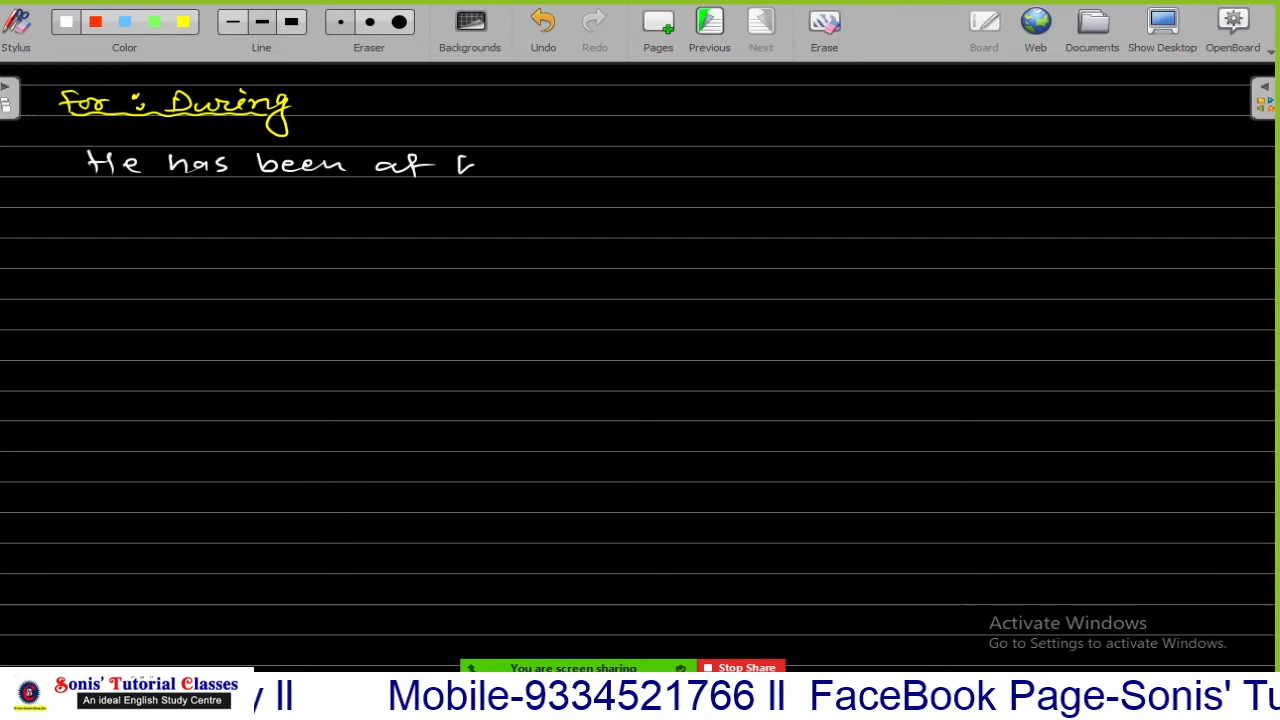 Stylus Color Line Eraser Backgrounds Undo Redo Pages Previous Next Erase Board Web Documents Show Desktop OpenBoard
For : During
He has been at
Activate Windows
Go to Settings to activate Windows.
You are screen sharing Stop Share
Sonis' Tutorial Classes
An ideal English Study Centre
y ll Mobile-9334521766 ll FaceBook Page-Sonis' Tu